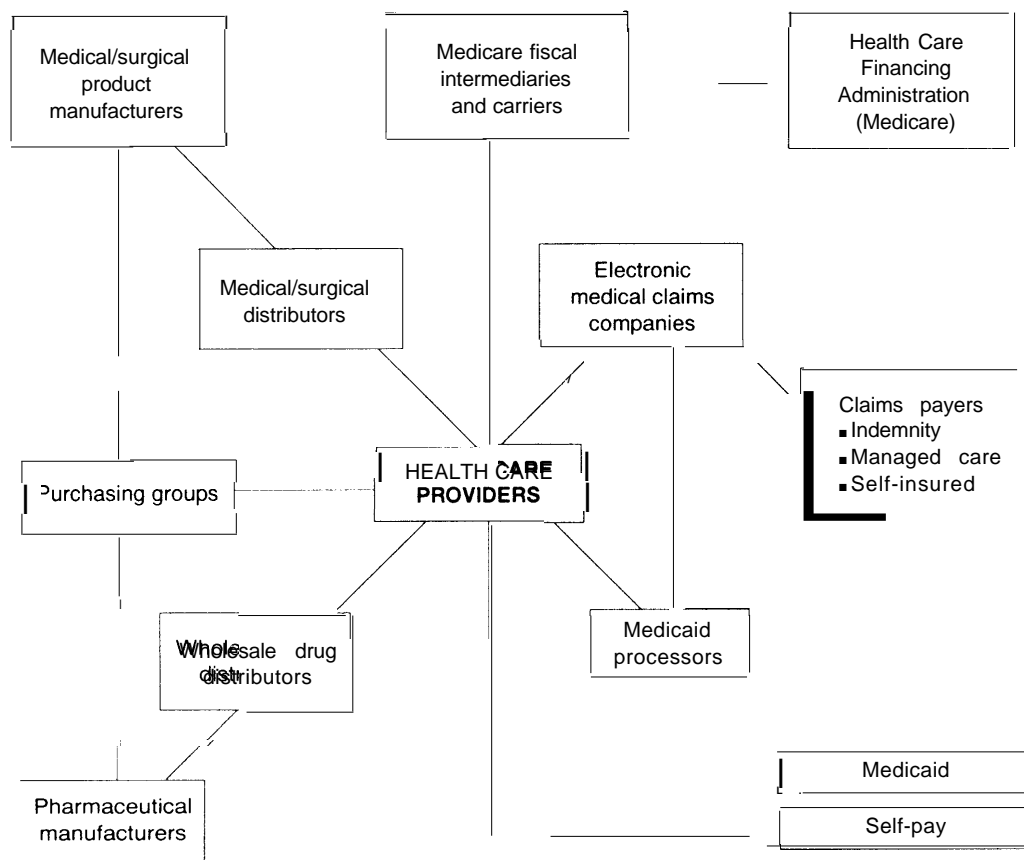 Medical/surgical
product
manufacturers
Medicare fiscal
intermediaries
and carriers
Health Care
Financing
Administration
(Medicare)
Medical/surgical
distributors
Electronic
medical claims
companies
Claims payers
■ Indemnity
■ Managed care
■ Self-insured
Purchasing groups
HEALTH CARE
PROVIDERS
Wholesale drug
distributors
Medicaid
processors
Medicaid
Pharmaceutical
manufacturers
Self-pay